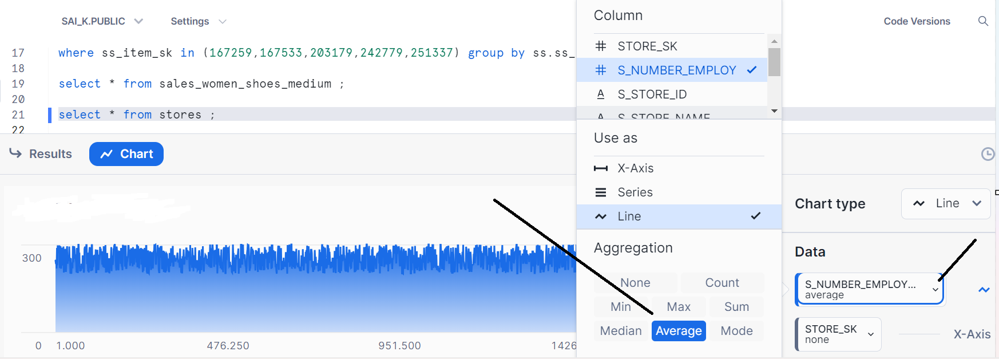 SAI_K.PUBLIC
Settings
Code Versions
17 where ss_item_sk in (167259,167533,203179,242779,251337) group by ss.ss_
18
19 select * from sales_women_shoes_medium ;
20
21 select * from stores ;
22
Column
STORE_SK
S_NUMBER_EMPLOY
S_STORE_ID
S_STORE_NAME
Use as
X-Axis
Series
Line
Aggregation
None Count
Min Max Sum
Median Average Mode
Results
Chart
300
0 1.000 476.250 951.500 1426
Chart type
Line
Data
S_NUMBER_EMPLOY...
average
STORE_SK
none
X-Axis